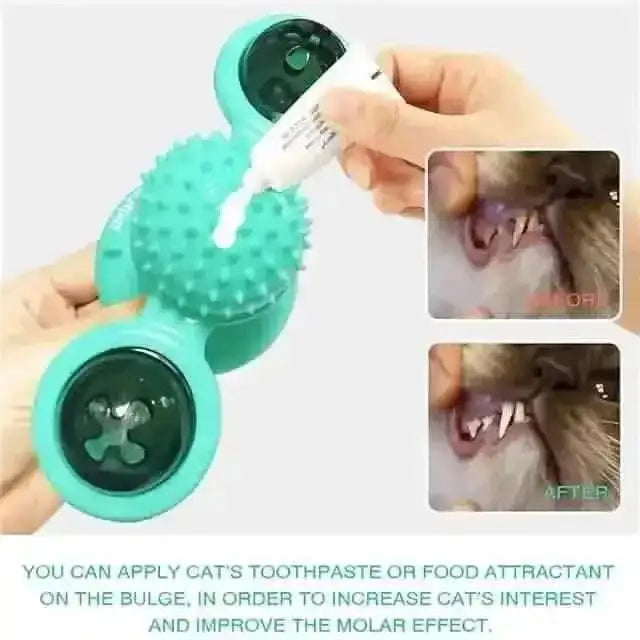 BEFORE
AFTER
YOU CAN APPLY CAT'S TOOTHPASTE OR FOOD ATTRACTANT
ON THE BULGE, IN ORDER TO INCREASE CAT'S INTEREST
AND IMPROVE THE MOLAR EFFECT.